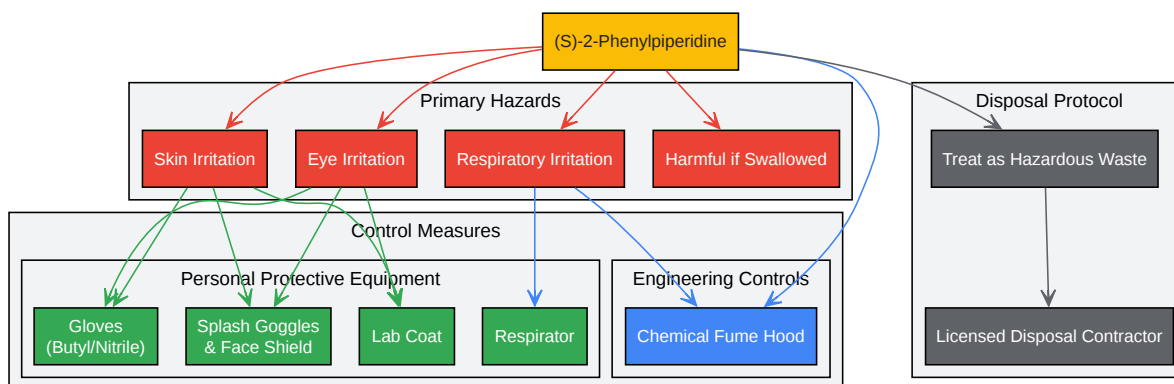 (S)-2-Phenylpiperidine
Primary Hazards
Disposal Protocol
Skin Irritation
Eye Irritation
Respiratory Irritation
Harmful if Swallowed
Treat as Hazardous Waste
Control Measures
Personal Protective Equipment
Engineering Controls
Gloves
(Butyl/Nitrile)
Splash Goggles
& Face Shield
Lab Coat
Respirator
Chemical Fume Hood
Licensed Disposal Contractor